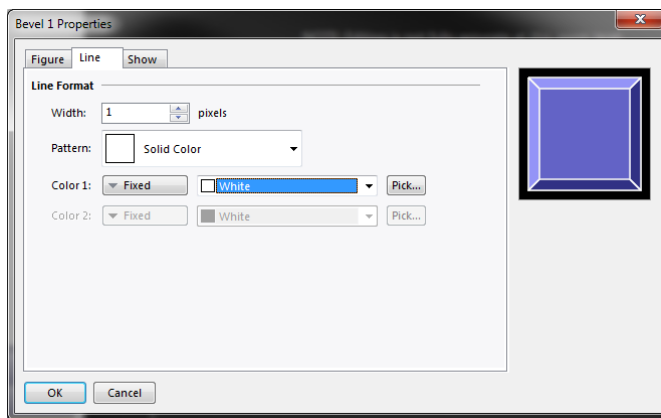 Bevel 1 Properties
Figure Line Show
Line Format
Width: 1 pixels
Pattern: Solid Color
Color 1: Fixed White Pick...
Color 2: Fixed White Pick...
OK Cancel